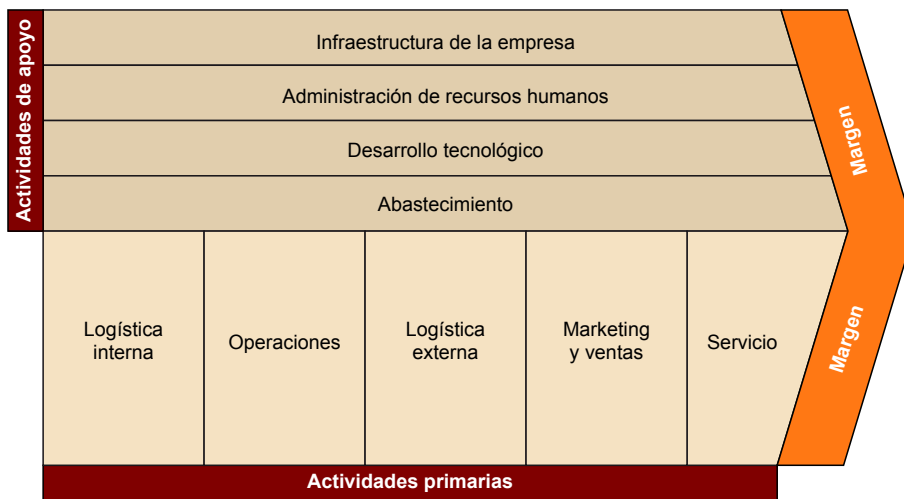 Actividades de apoyo
Infraestructura de la empresa
Administración de recursos humanos
Desarrollo tecnológico
Abastecimiento
Margen
Logística
interna
Operaciones
Logística
externa
Marketing
y ventas
Servicio
Margen
Actividades primarias